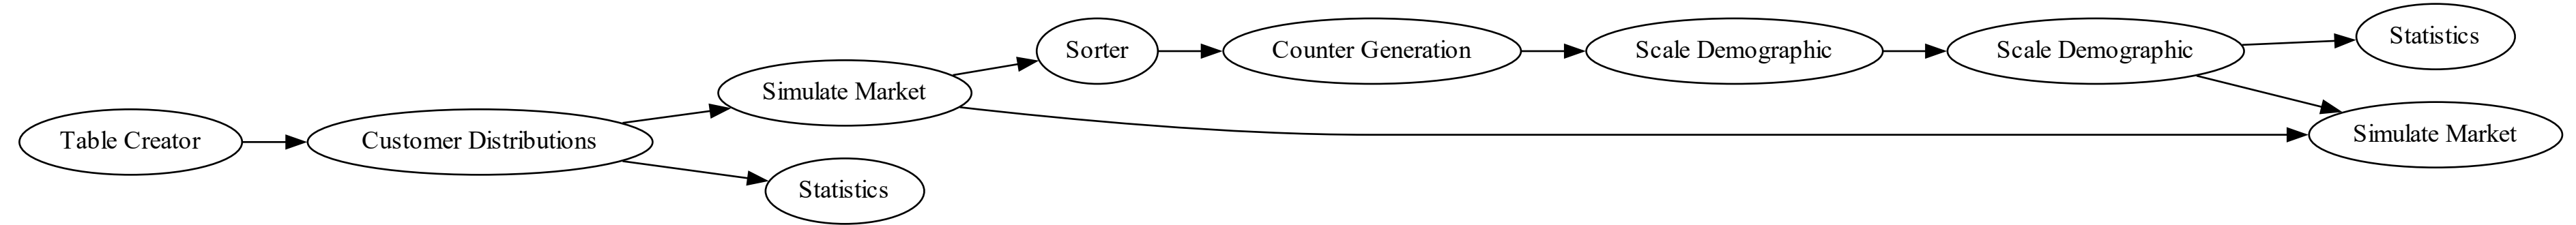 Table Creator
Customer Distributions
Simulate Market
Statistics
Sorter
Counter Generation
Scale Demographic
Scale Demographic
Statistics
Simulate Market